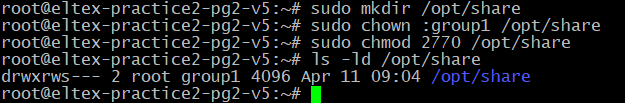 root@eltex-practice2-pg2-v5:~# sudo mkdir /opt/share
root@eltex-practice2-pg2-v5:~# sudo chown :group1 /opt/share
root@eltex-practice2-pg2-v5:~# sudo chmod 2770 /opt/share
root@eltex-practice2-pg2-v5:~# ls -ld /opt/share
drwxrws--- 2 root group1 4096 Apr 11 09:04 /opt/share
root@eltex-practice2-pg2-v5:~#